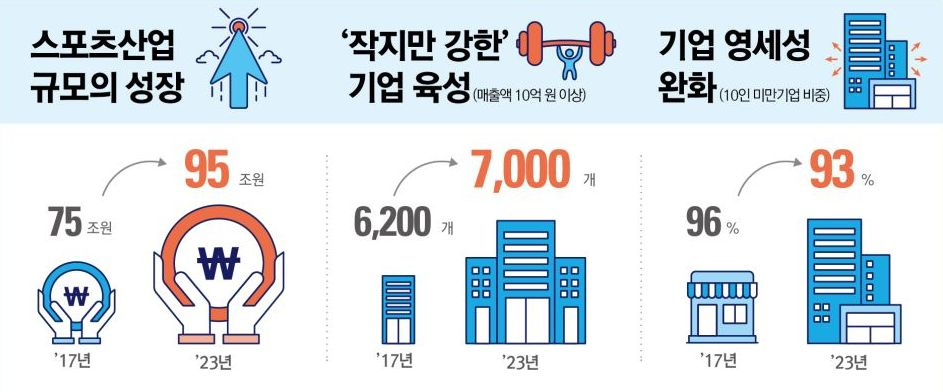 스포츠산업
규모의 성장
‘작지만 강한’
기업 육성(매출액 10억 원 이상)
기업 영세성
완화(10인 미만기업 비중)
75 조원
95 조원
₩
₩
’17년
’23년
6,200 개
7,000 개
’17년
’23년
96 %
93 %
’17년
’23년